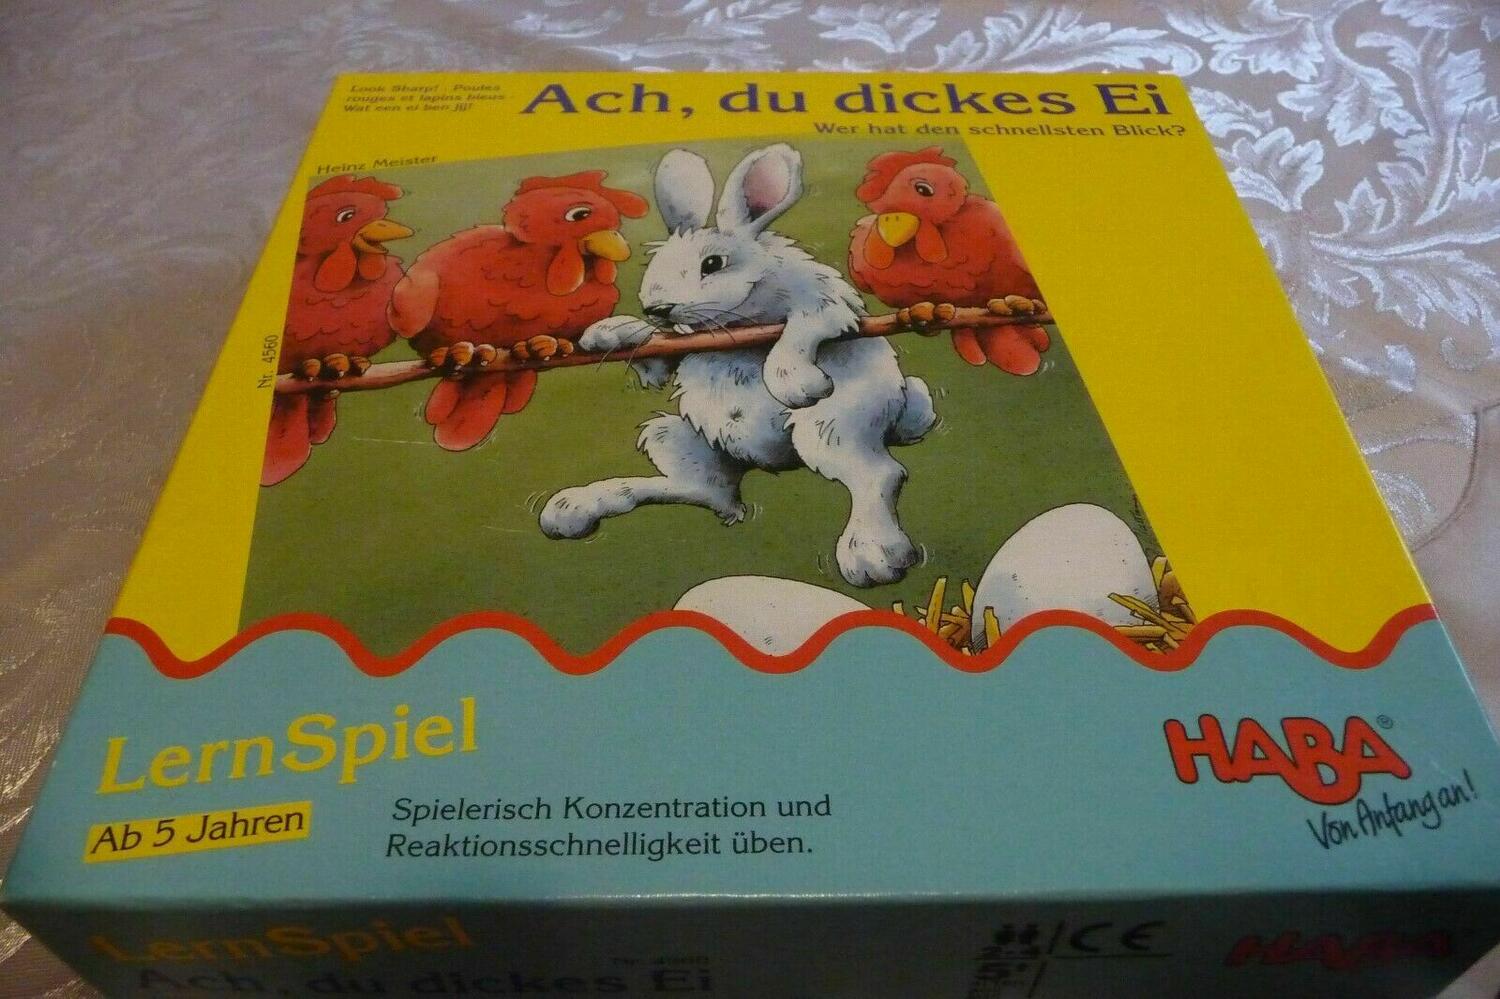 Look Sharp! · Poules
rouges et lapins bleus ·
Wat een ei ben jij!
Ach, du dickes Ei
Wer hat den schnellsten Blick?
Heinz Meister
Nr. 4560
LernSpiel
Ab 5 Jahren
Spielerisch Konzentration und
Reaktionsschnelligkeit üben.
HABA®
Von Anfang an!
LernSpiel
Ach, du dickes Ei
Nr. 4560
CE
HABA